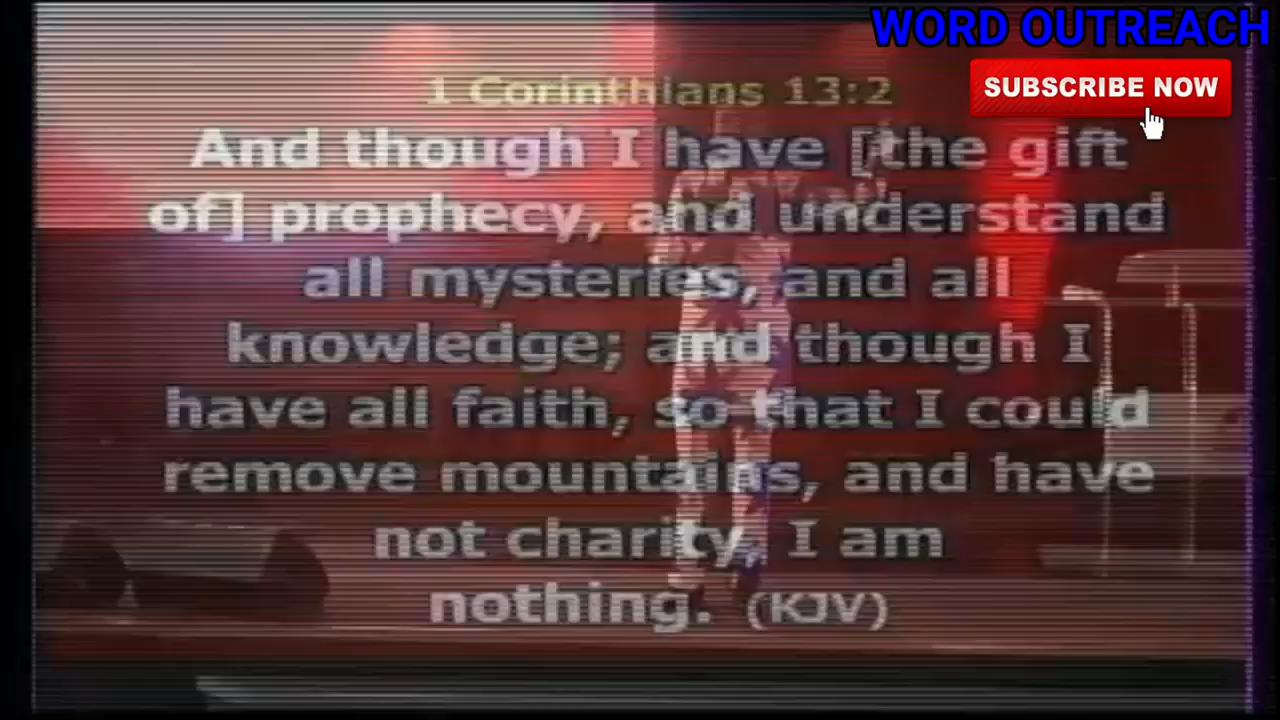 WORD OUTREACH
SUBSCRIBE NOW
1 Corinthians 13:2
And though I have [the gift
of] prophecy, and understand
all mysteries, and all
knowledge; and though I
have all faith, so that I could
remove mountains, and have
not charity, I am
nothing. (KJV)